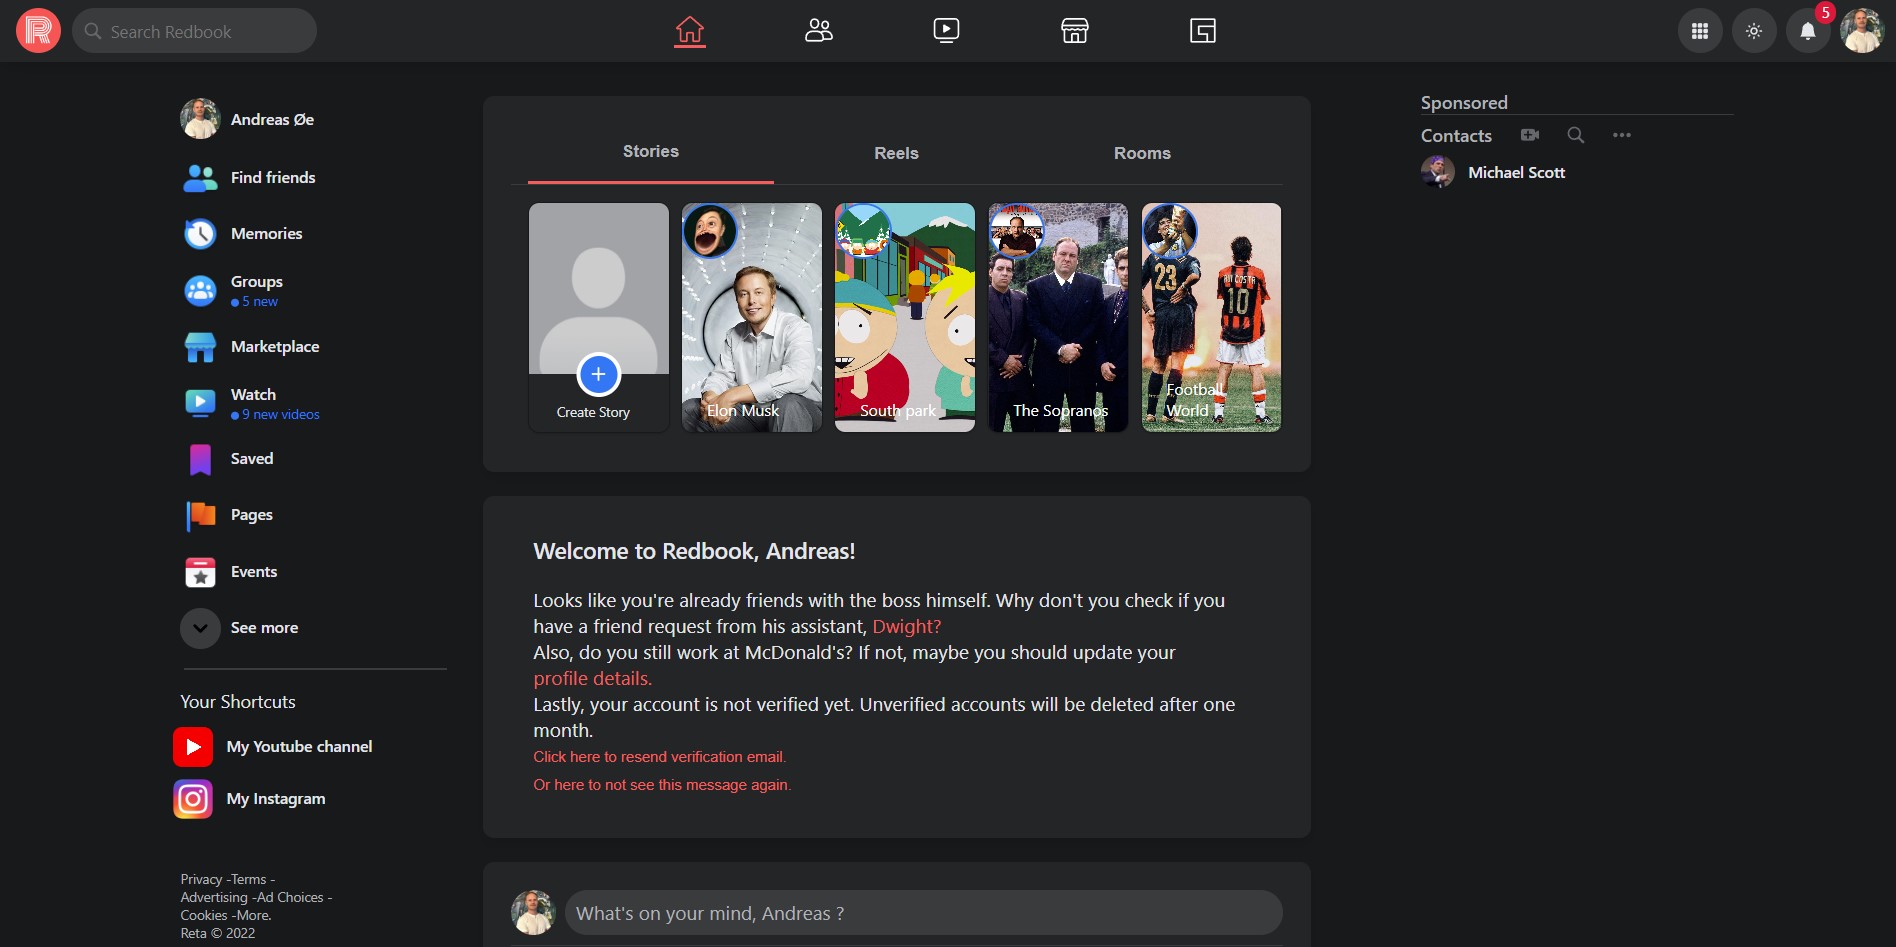 Search Redbook
5
Andreas Øe
Find friends
Memories
Groups
5 new
Marketplace
Watch
9 new videos
Saved
Pages
Events
See more
Your Shortcuts
My Youtube channel
My Instagram
Privacy -Terms -
Advertising -Ad Choices -
Cookies -More.
Reta © 2022
Stories
Reels
Rooms
Create Story
Elon Musk
South park
The Sopranos
23
RUI COSTA
10
Football
World
Welcome to Redbook, Andreas!
Looks like you're already friends with the boss himself. Why don't you check if you
have a friend request from his assistant, Dwight?
Also, do you still work at McDonald's? If not, maybe you should update your
profile details.
Lastly, your account is not verified yet. Unverified accounts will be deleted after one
month.
Click here to resend verification email.
Or here to not see this message again.
What's on your mind, Andreas ?
Sponsored
Contacts
Michael Scott